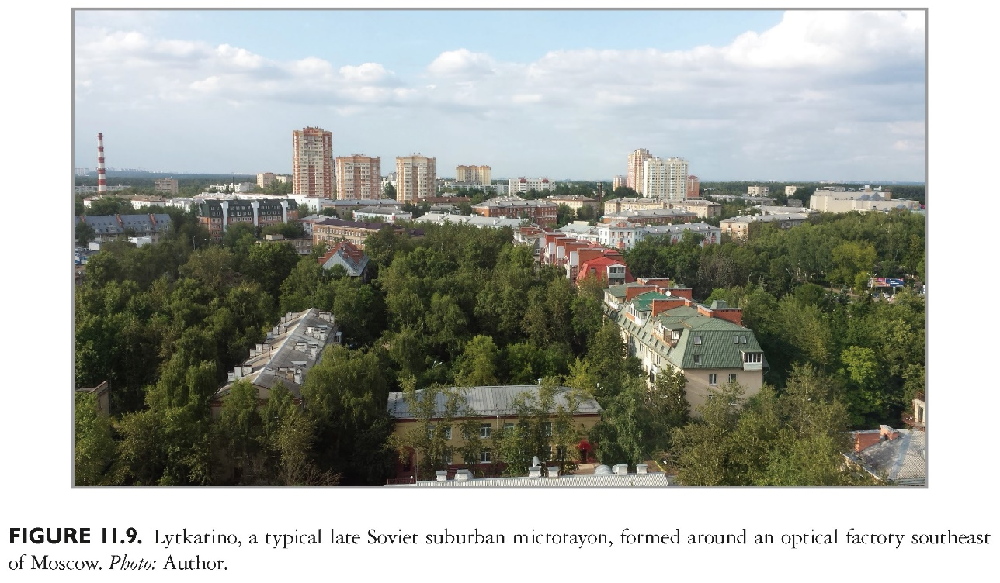 FIGURE 11.9. Lytkarino, a typical late Soviet suburban microrayon, formed around an optical factory southeast
of Moscow. Photo: Author.